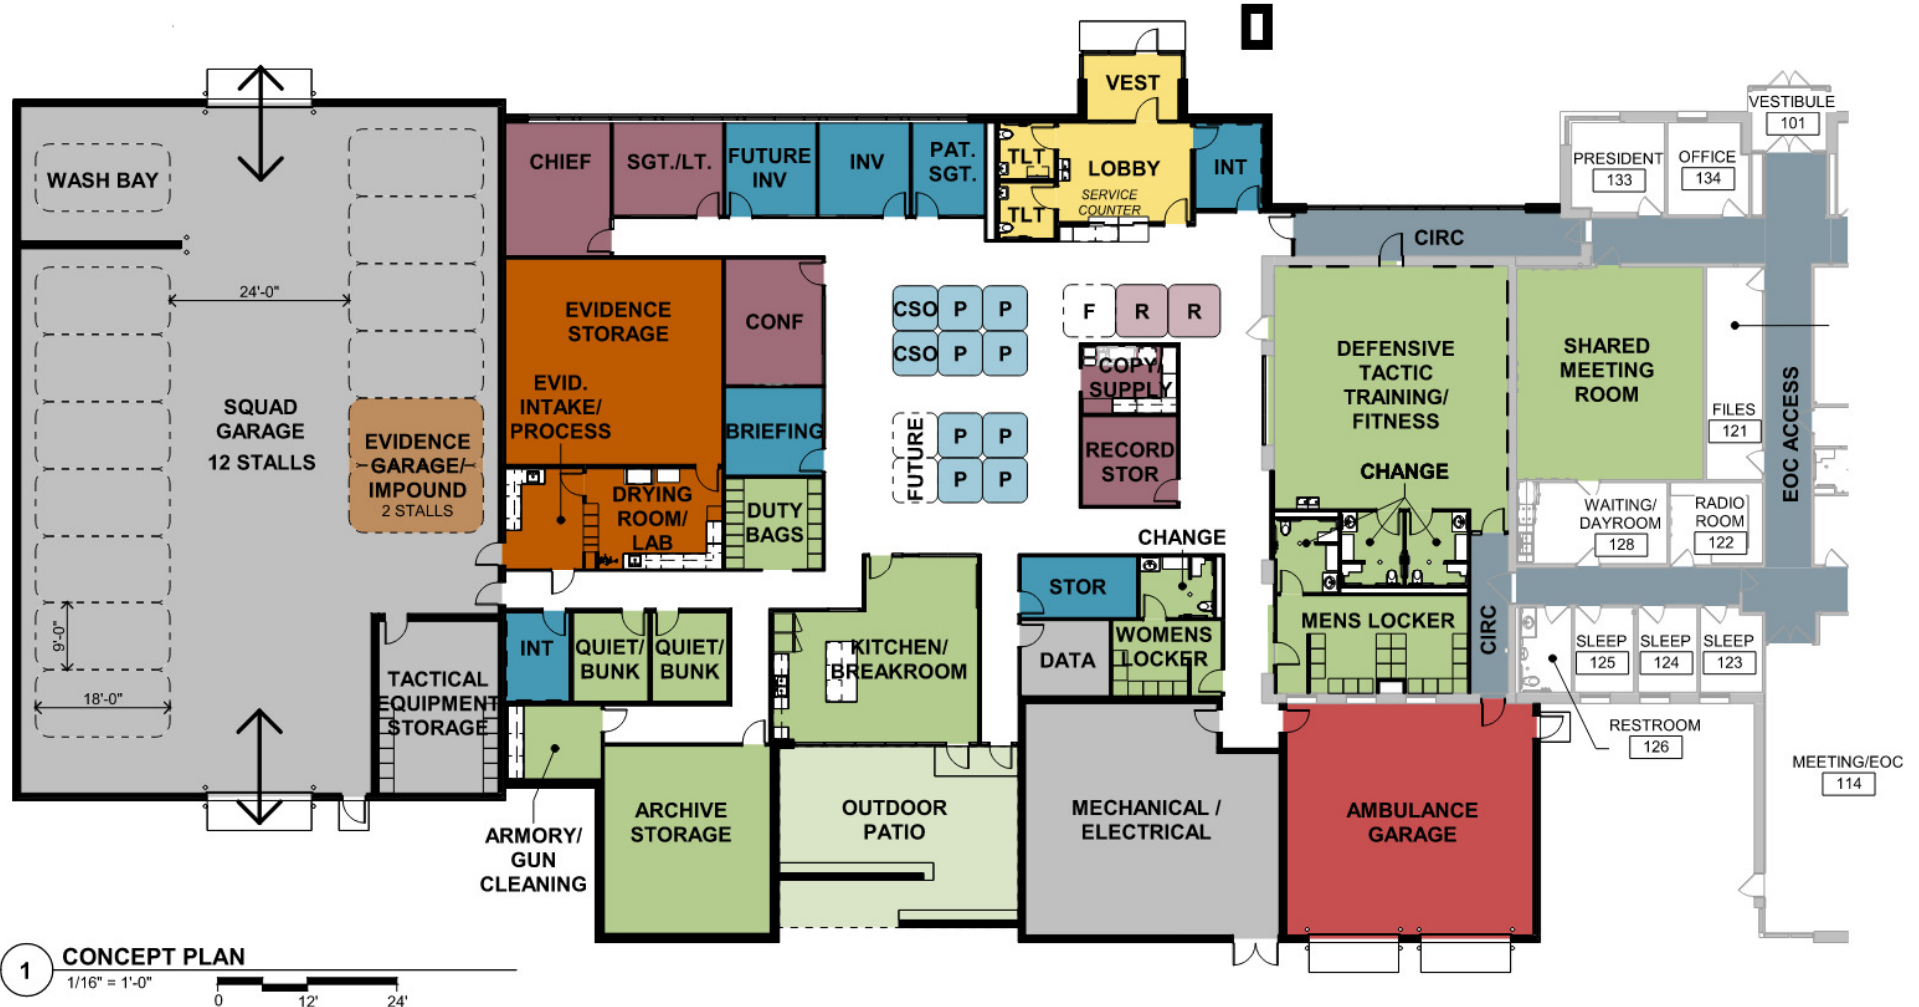 VEST
VESTIBULE
101
WASH BAY
CHIEF
SGT./LT.
FUTURE
INV
INV
PAT.
SGT.
TLT
TLT
LOBBY
SERVICE
COUNTER
INT
PRESIDENT
133
OFFICE
134
CIRC
24'-0"
EVIDENCE
STORAGE
CONF
CSO
P
P
CSO
P
P
F
R
R
COPY/
SUPPLY
DEFENSIVE
TACTIC
TRAINING/
FITNESS
SHARED
MEETING
ROOM
EOC ACCESS
FILES
121
SQUAD
GARAGE
12 STALLS
EVIDENCE
GARAGE/
IMPOUND
2 STALLS
EVID.
INTAKE/
PROCESS
BRIEFING
FUTURE
P
P
P
P
RECORD
STOR
CHANGE
DRYING
ROOM/
LAB
DUTY
BAGS
WAITING/
DAYROOM
128
RADIO
ROOM
122
CHANGE
STOR
9'-0"
18'-0"
TACTICAL
EQUIPMENT
STORAGE
INT
QUIET/
BUNK
QUIET/
BUNK
KITCHEN/
BREAKROOM
DATA
WOMENS
LOCKER
MENS LOCKER
CIRC
SLEEP
125
SLEEP
124
SLEEP
123
RESTROOM
126
MEETING/EOC
114
ARMORY/
GUN
CLEANING
ARCHIVE
STORAGE
OUTDOOR
PATIO
MECHANICAL /
ELECTRICAL
AMBULANCE
GARAGE
1
CONCEPT PLAN
1/16" = 1'-0"
0
12'
24'